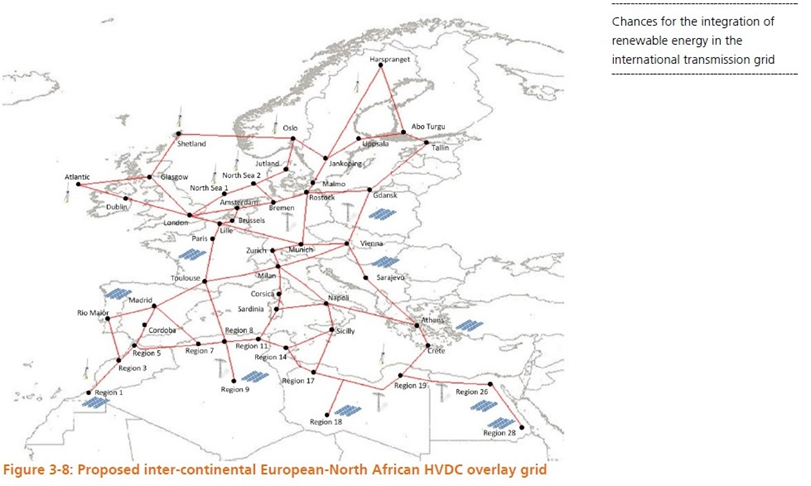 Chances for the integration of
renewable energy in the
international transmission grid
Harspranget
Oslo
Abo Turgu
Shetland
Uppsala
Tallin
Jutland
Jankoping
Atlantic
Glasgow
North Sea 2
Malmo
North Sea 1
Gdansk
Dublin
Amsterdam
Rostock
Bremen
London
Brussels
Lille
Paris
Vienna
Zurich
Munich
Toulouse
Milan
Sarajevo
Corsica
Madrid
Napoli
Rio Maior
Sardinia
Athens
Cordoba
Region 8
Sicilly
Region 5
Region 7
Region 11
Crete
Region 3
Region 14
Region 17
Region 19
Region 1
Region 9
Region 26
Region 18
Region 28
Figure 3-8: Proposed inter-continental European-North African HVDC overlay grid